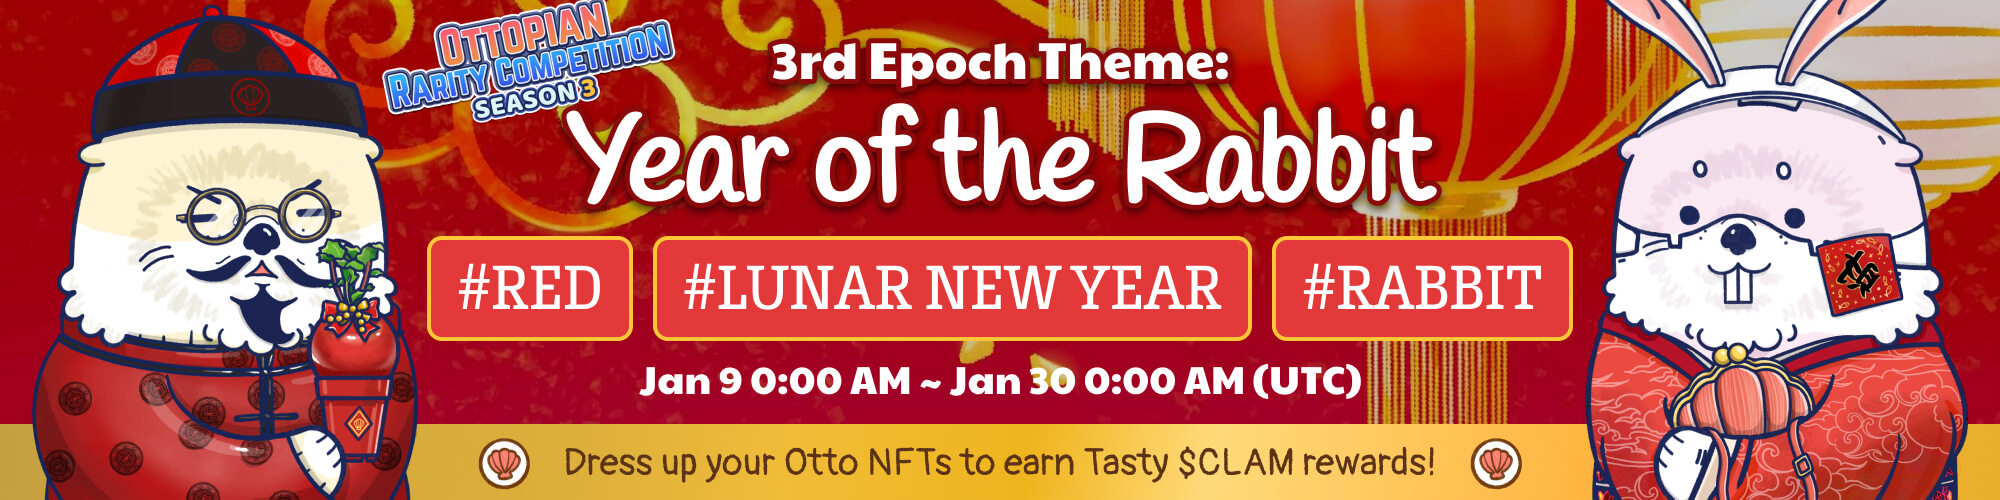 OTTOPIAN
RARITY COMPETITION
SEASON 3
3rd Epoch Theme:
Year of the Rabbit
#RED
#LUNAR NEW YEAR
#RABBIT
Jan 9 0:00 AM ~ Jan 30 0:00 AM (UTC)
Dress up your Otto NFTs to earn Tasty $CLAM rewards!